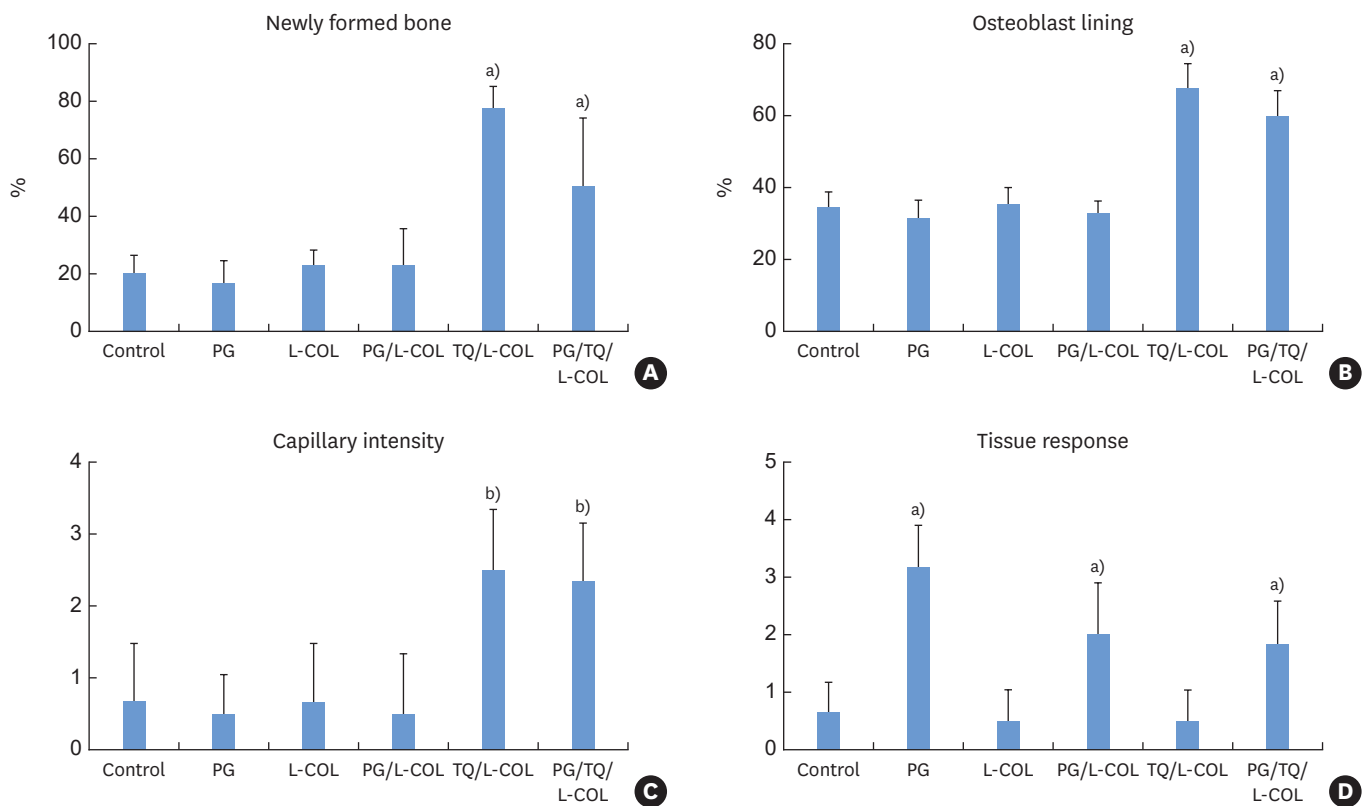 Newly formed bone
100
80
60
40
20
0
%
a)
a)
Control PG L-COL PG/L-COL TQ/L-COL PG/TQ/
L-COL
A
Osteoblast lining
80
60
40
20
0
%
a)
a)
Control PG L-COL PG/L-COL TQ/L-COL PG/TQ/
L-COL
B
Capillary intensity
4
3
2
1
0
b)
b)
Control PG L-COL PG/L-COL TQ/L-COL PG/TQ/
L-COL
C
Tissue response
5
4
3
2
1
0
a)
a)
a)
Control PG L-COL PG/L-COL TQ/L-COL PG/TQ/
L-COL
D